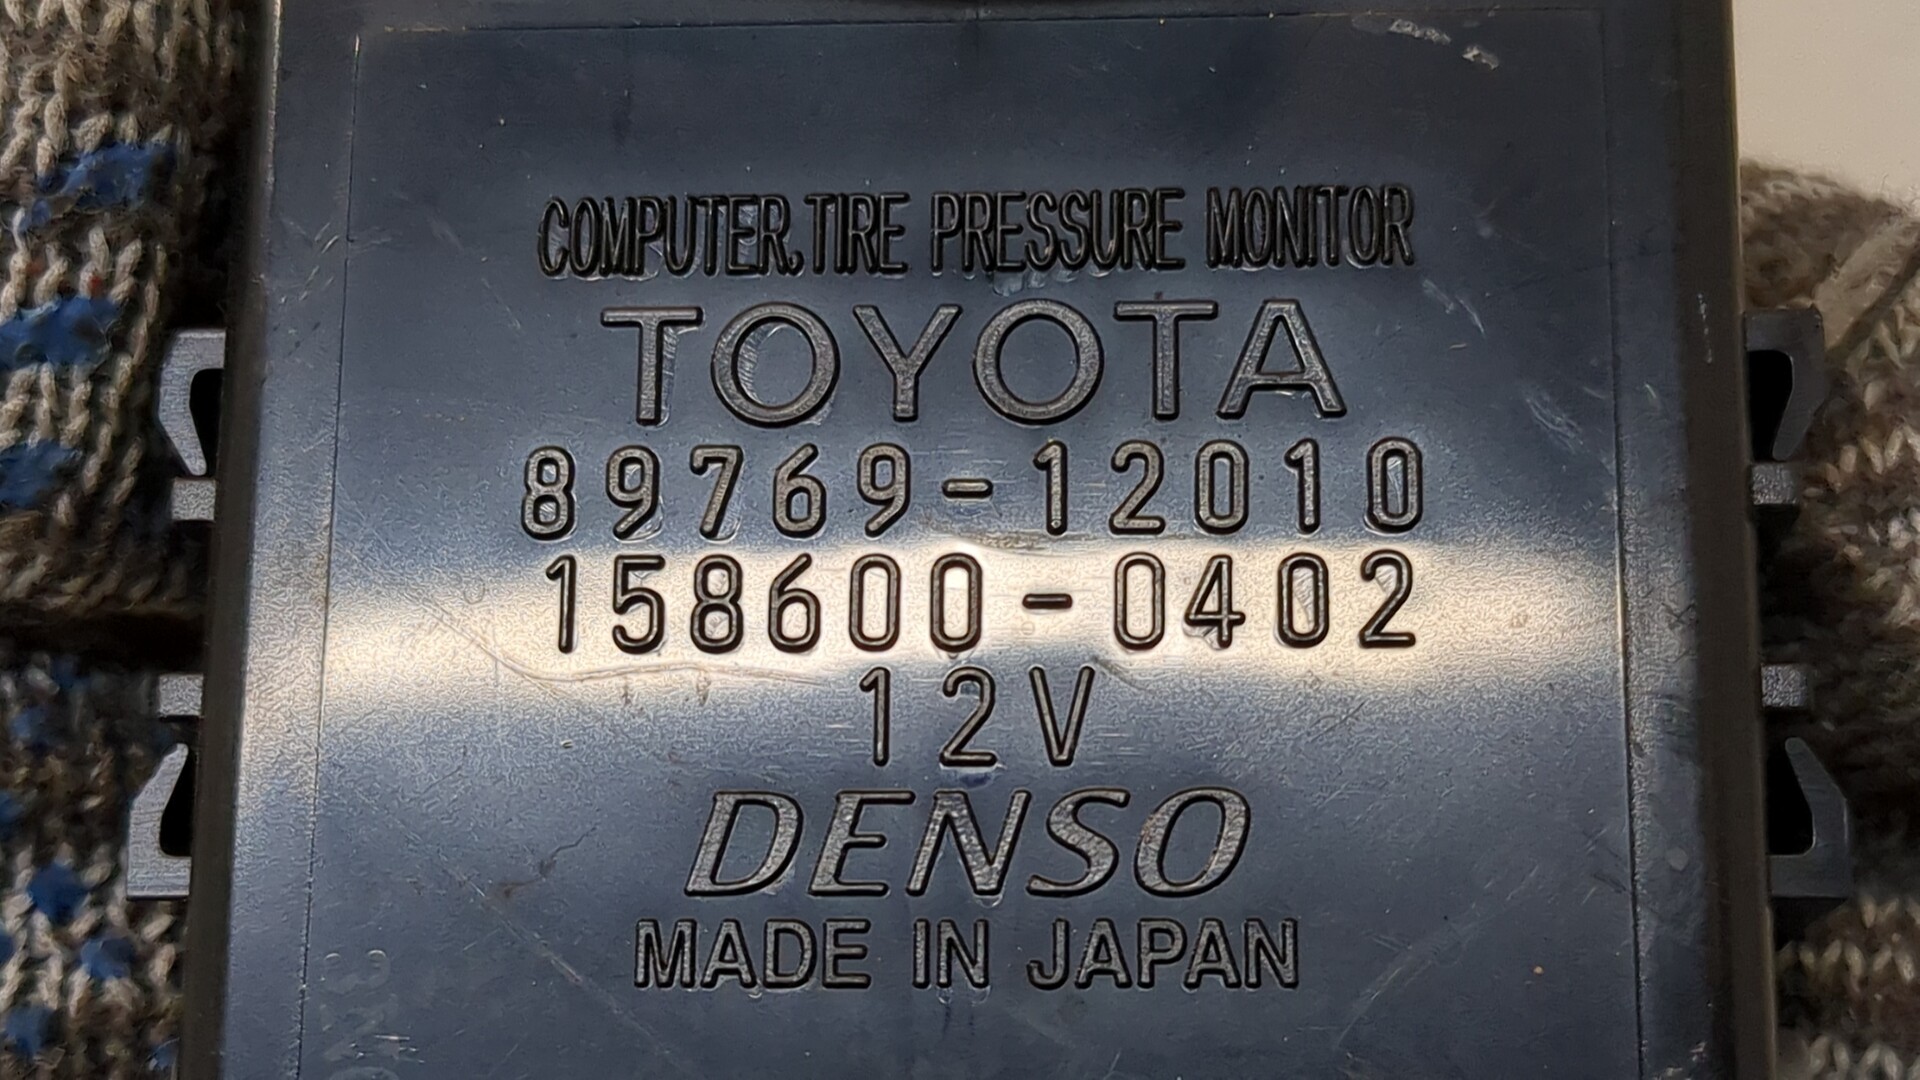 COMPUTER,TIRE PRESSURE MONITOR
TOYOTA
89769-12010
158600-0402
12V
DENSO
MADE IN JAPAN